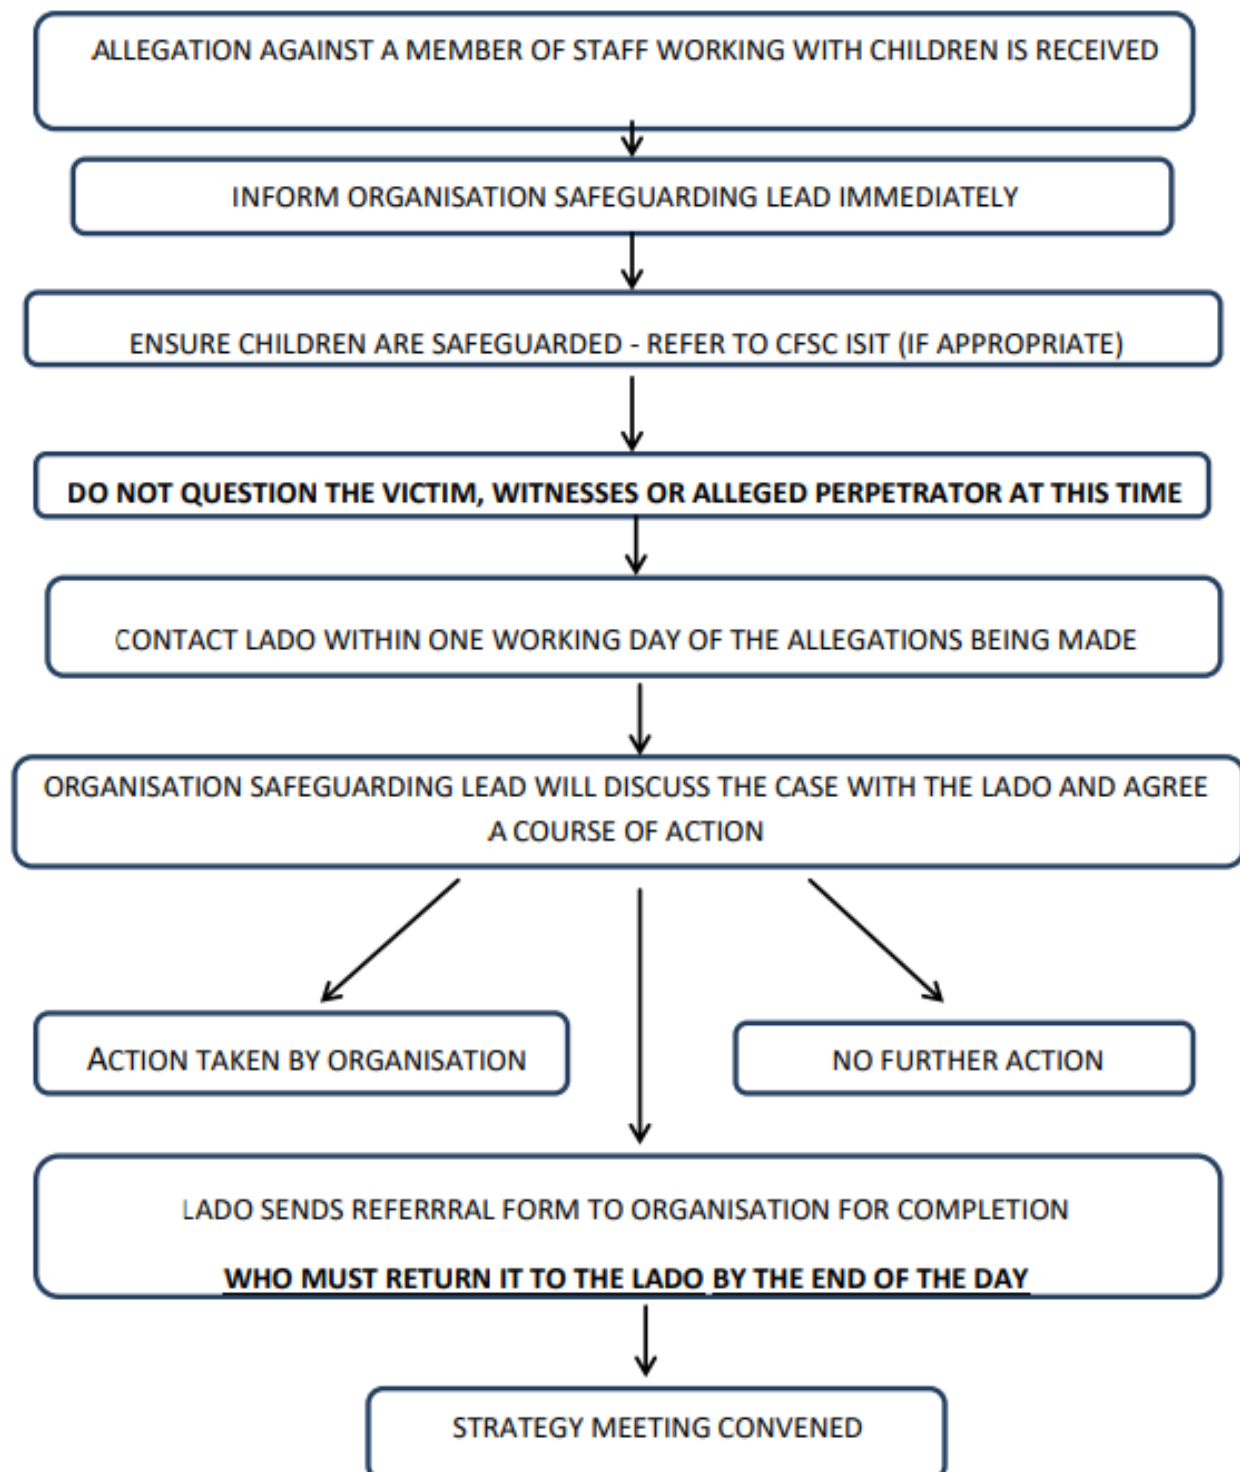 ALLEGATION AGAINST A MEMBER OF STAFF WORKING WITH CHILDREN IS RECEIVED
INFORM ORGANISATION SAFEGUARDING LEAD IMMEDIATELY
ENSURE CHILDREN ARE SAFEGUARDED - REFER TO CFSC ISIT (IF APPROPRIATE)
DO NOT QUESTION THE VICTIM, WITNESSES OR ALLEGED PERPETRATOR AT THIS TIME
CONTACT LADO WITHIN ONE WORKING DAY OF THE ALLEGATIONS BEING MADE
ORGANISATION SAFEGUARDING LEAD WILL DISCUSS THE CASE WITH THE LADO AND AGREE
A COURSE OF ACTION
ACTION TAKEN BY ORGANISATION
NO FURTHER ACTION
LADO SENDS REFERRRAL FORM TO ORGANISATION FOR COMPLETION
WHO MUST RETURN IT TO THE LADO BY THE END OF THE DAY
STRATEGY MEETING CONVENED